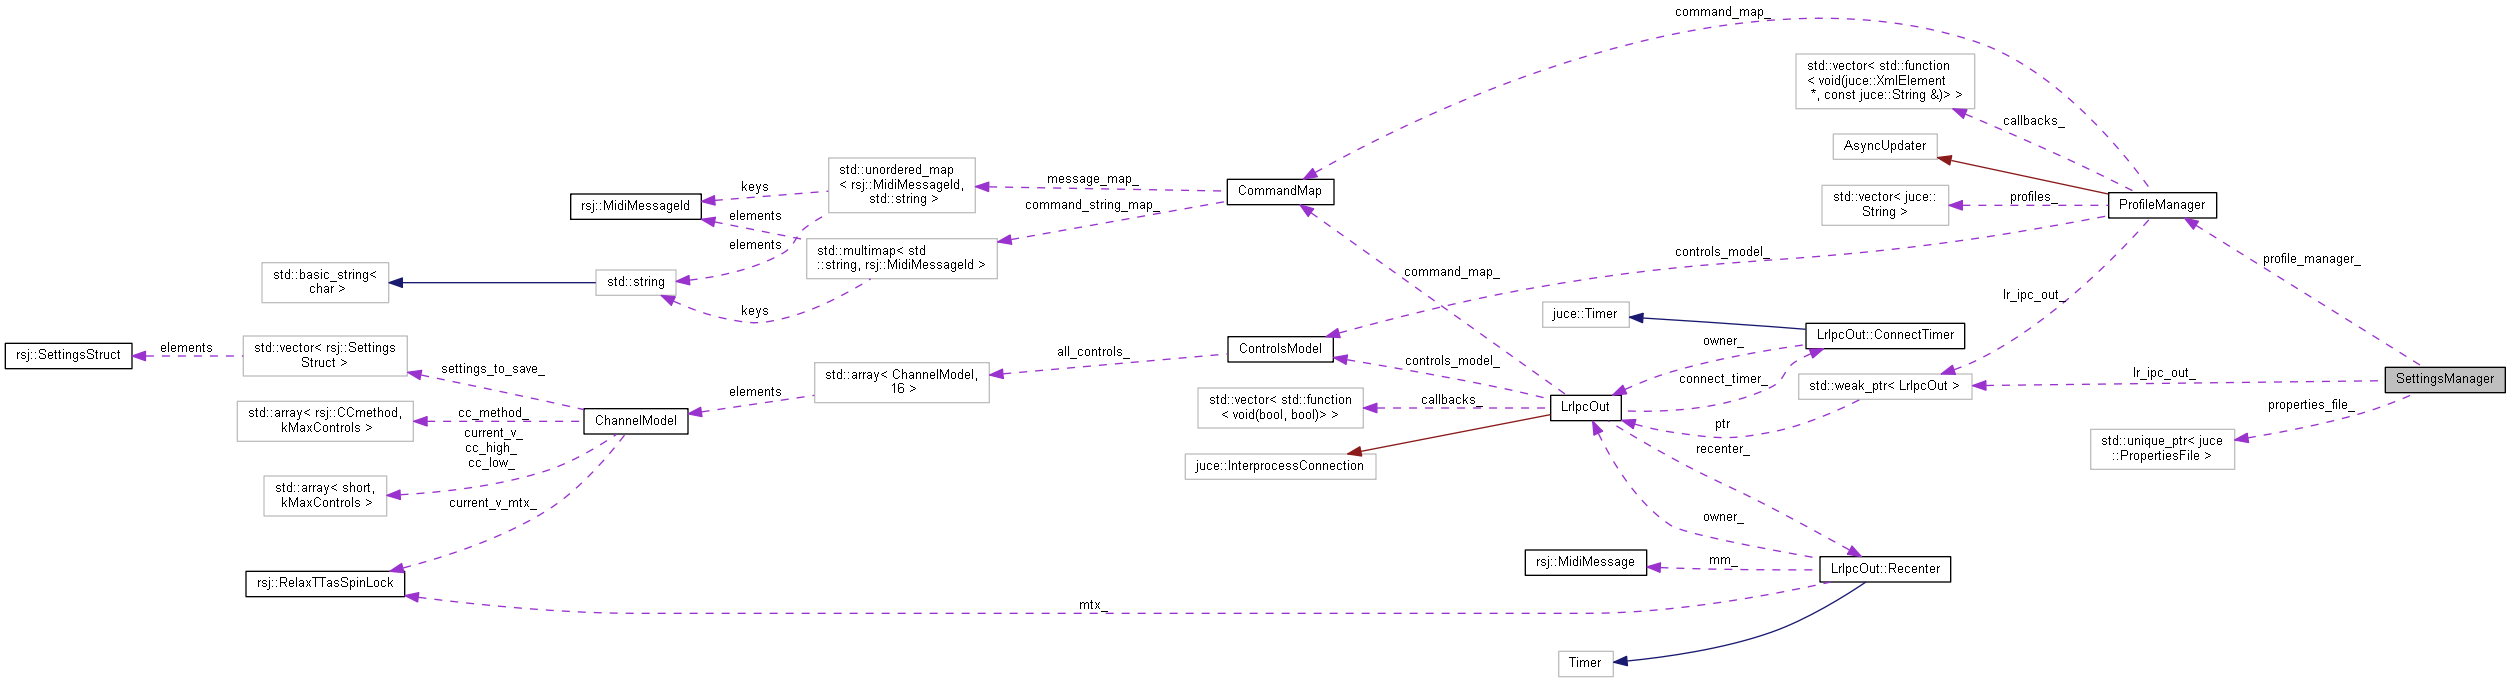 command_map_
std::vector< std::function
< void(juce::XmlElement
*, const juce::String &)> >
callbacks_
AsyncUpdater
std::unordered_map
< rsj::MidiMessageId,
std::string >
keys
message_map_
CommandMap
rsj::MidiMessageId
elements
command_string_map_
std::vector< juce::
String >
profiles_
ProfileManager
elements
std::multimap< std
::string, rsj::MidiMessageId >
controls_model_
std::basic_string<
char >
std::string
command_map_
profile_manager_
keys
lr_ipc_out_
juce::Timer
LrIpcOut::ConnectTimer
rsj::SettingsStruct
elements
std::vector< rsj::Settings
Struct >
settings_to_save_
all_controls_
ControlsModel
controls_model_
owner_
connect_timer_
std::array< ChannelModel,
16 >
elements
std::weak_ptr< LrIpcOut >
lr_ipc_out_
SettingsManager
std::array< rsj::CCmethod,
kMaxControls >
cc_method_
ChannelModel
std::vector< std::function
< void(bool, bool)> >
callbacks_
LrIpcOut
ptr
properties_file_
current_v_
cc_high_
cc_low_
juce::InterprocessConnection
recenter_
std::unique_ptr< juce
::PropertiesFile >
std::array< short,
kMaxControls >
current_v_mtx_
owner_
rsj::RelaxTTasSpinLock
rsj::MidiMessage
mm_
LrIpcOut::Recenter
mtx_
Timer